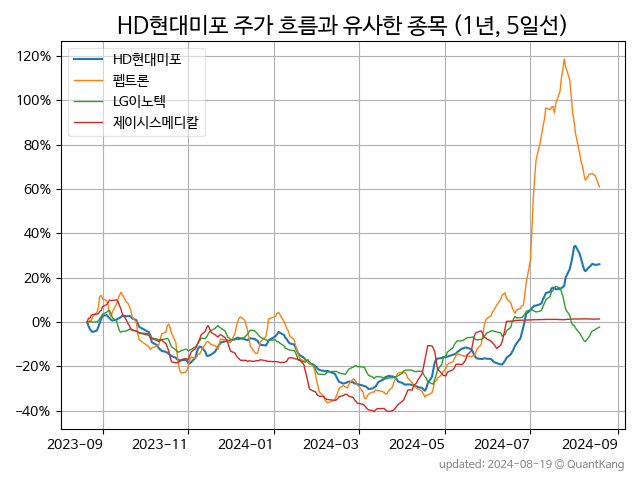 HD현대미포 주가 흐름과 유사한 종목 (1년, 5일선)
HD현대미포
펩트론
LG이노텍
제이시스메디칼
120%
100%
80%
60%
40%
20%
0%
−20%
−40%
2023-09 2023-11 2024-01 2024-03 2024-05 2024-07 2024-09
updated: 2024-08-19 © QuantKang